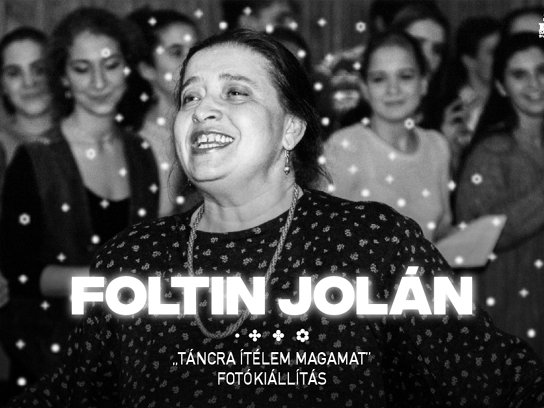 FOLTIN JOLÁN
„TÁNCRA ÍTÉLEM MAGAMAT”
FOTÓKIÁLLÍTÁS